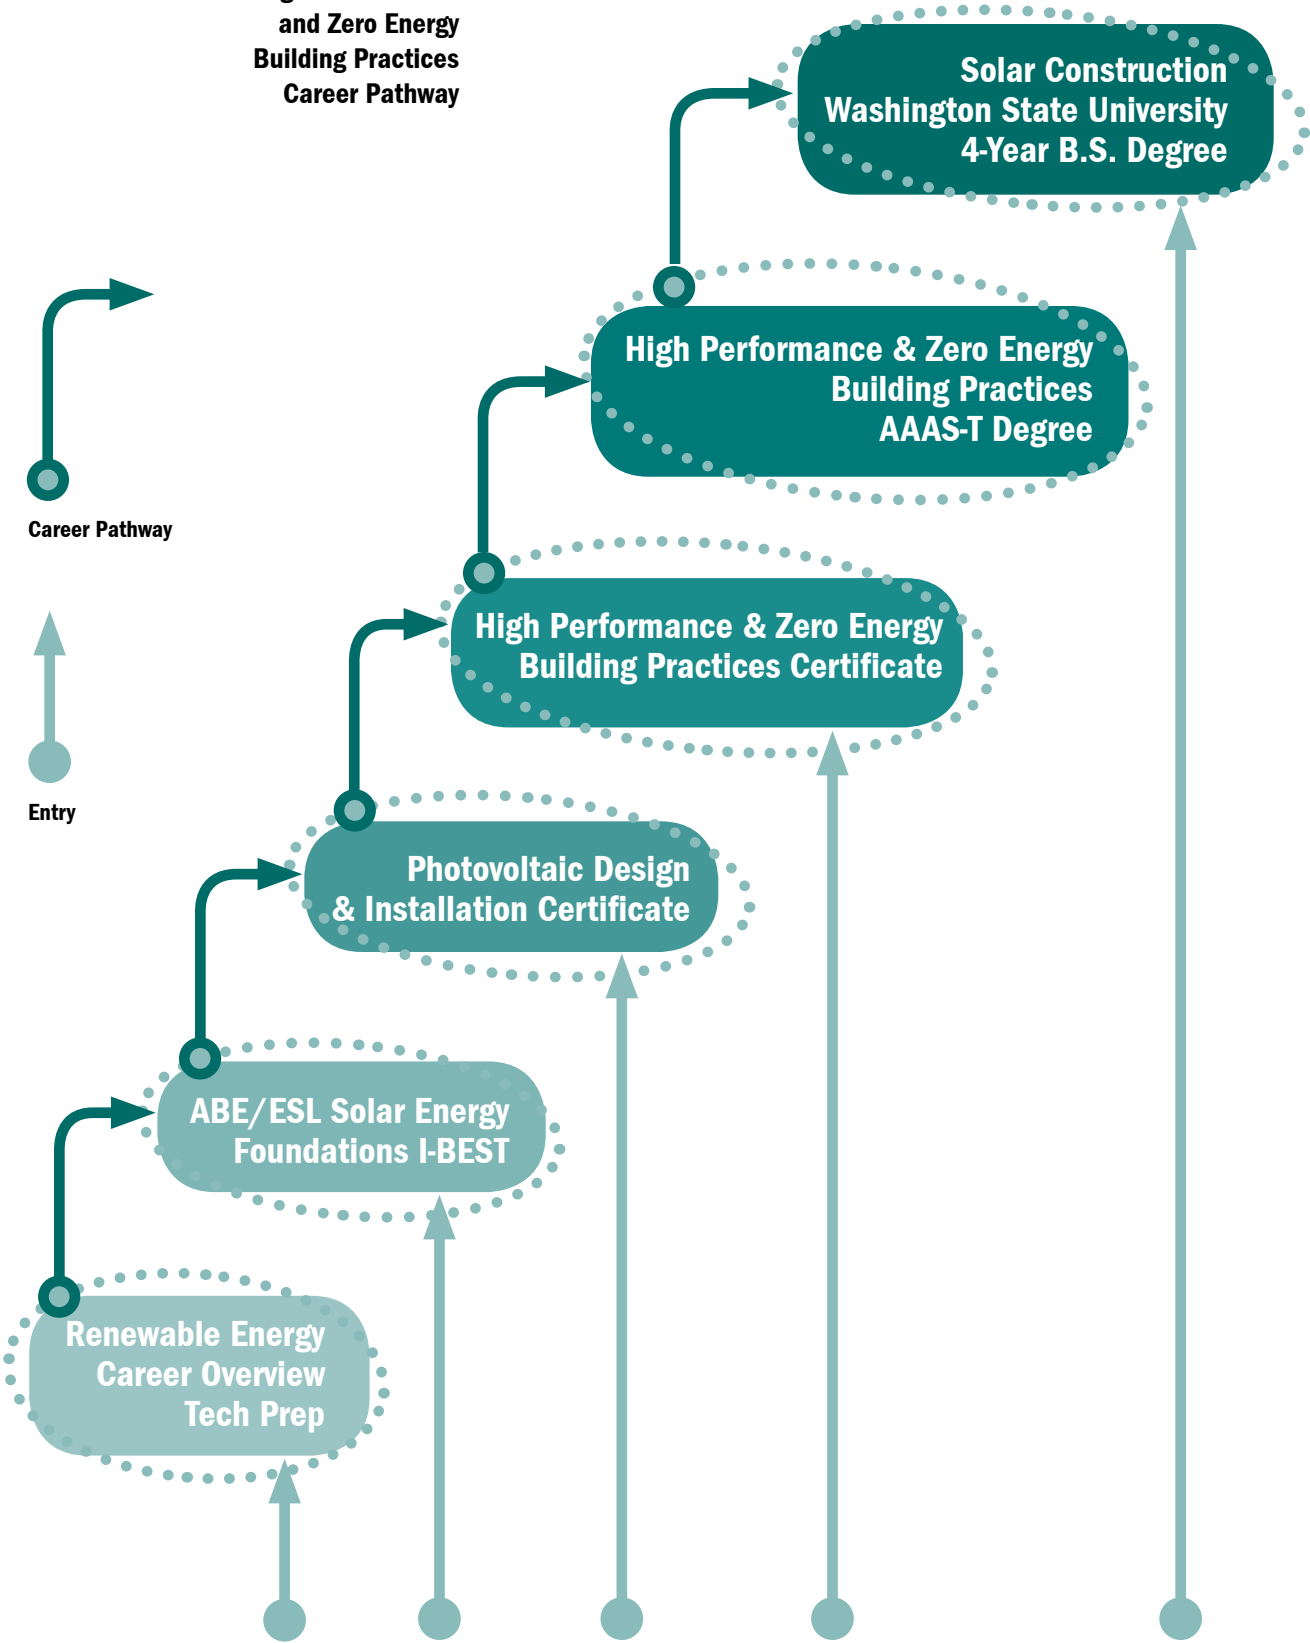 and Zero Energy
Building Practices
Career Pathway
Solar Construction
Washington State University
4-Year B.S. Degree
High Performance & Zero Energy
Building Practices
AAAS-T Degree
Career Pathway
High Performance & Zero Energy
Building Practices Certificate
Entry
Photovoltaic Design
& Installation Certificate
ABE/ESL Solar Energy
Foundations I-BEST
Renewable Energy
Career Overview
Tech Prep